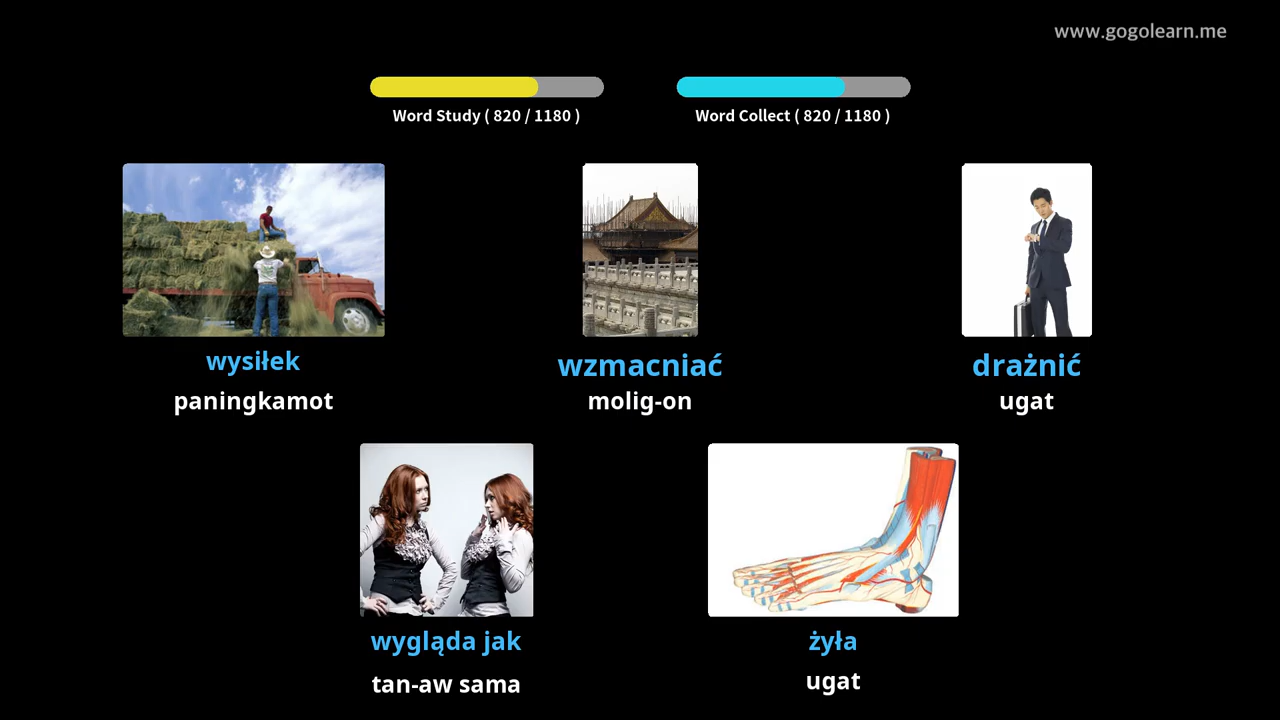 www.gogolearn.me
Word Study ( 820 / 1180 )
Word Collect ( 820 / 1180 )
wysiłek
paningkamot
wzmacniać
molig-on
drażnić
ugat
wygląda jak
tan-aw sama
żyła
ugat